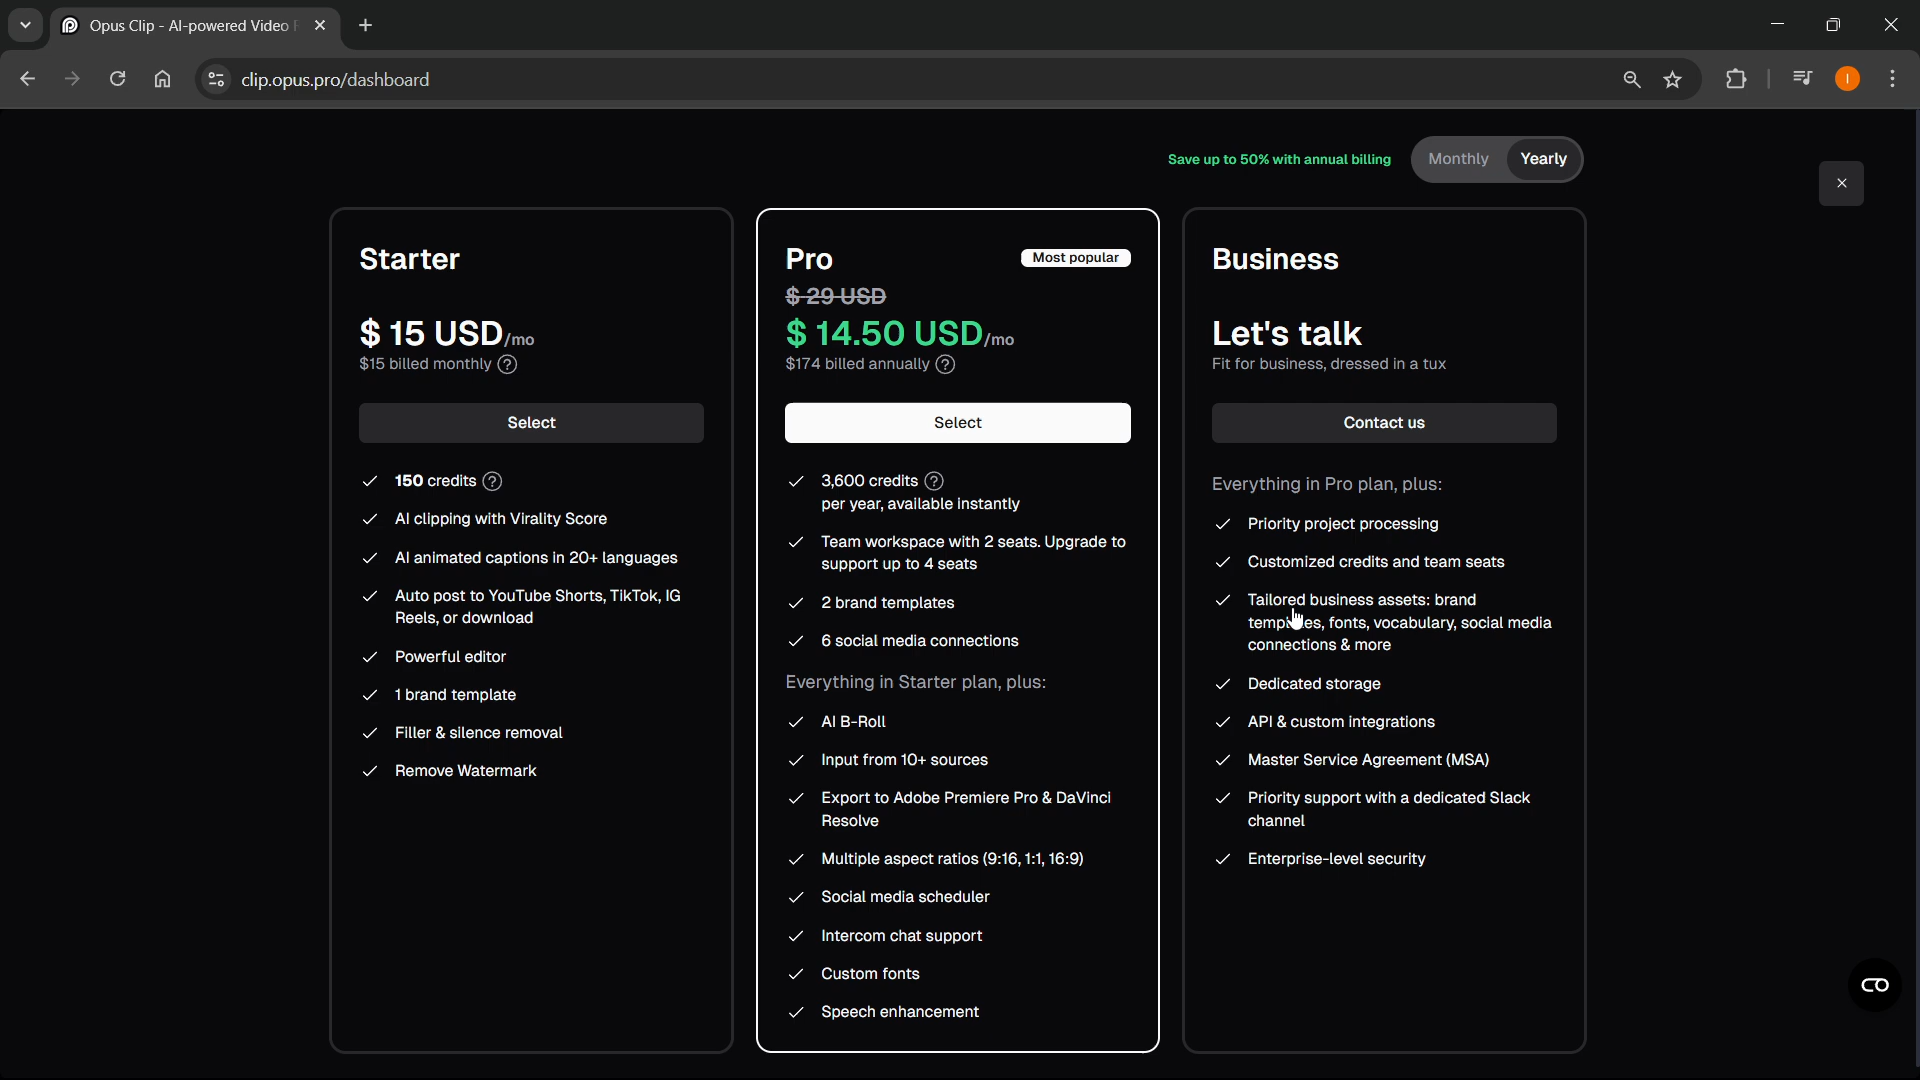 Opus Clip - AI-powered Video
clip.opus.pro/dashboard
I
Save up to 50% with annual billing
Monthly
Yearly
Starter
$ 15 USD/mo
$15 billed monthly ?
Select
150 credits ?
AI clipping with Virality Score
AI animated captions in 20+ languages
Auto post to YouTube Shorts, TikTok, IG
Reels, or download
Powerful editor
1 brand template
Filler & silence removal
Remove Watermark
Pro
Most popular
$ 29 USD
$ 14.50 USD/mo
$174 billed annually ?
Select
3,600 credits ?
per year, available instantly
Team workspace with 2 seats. Upgrade to
support up to 4 seats
2 brand templates
6 social media connections
Everything in Starter plan, plus:
AI B-Roll
Input from 10+ sources
Export to Adobe Premiere Pro & DaVinci
Resolve
Multiple aspect ratios (9:16, 1:1, 16:9)
Social media scheduler
Intercom chat support
Custom fonts
Speech enhancement
Business
Let's talk
Fit for business, dressed in a tux
Contact us
Everything in Pro plan, plus:
Priority project processing
Customized credits and team seats
Tailored business assets: brand
templates, fonts, vocabulary, social media
connections & more
Dedicated storage
API & custom integrations
Master Service Agreement (MSA)
Priority support with a dedicated Slack
channel
Enterprise-level security